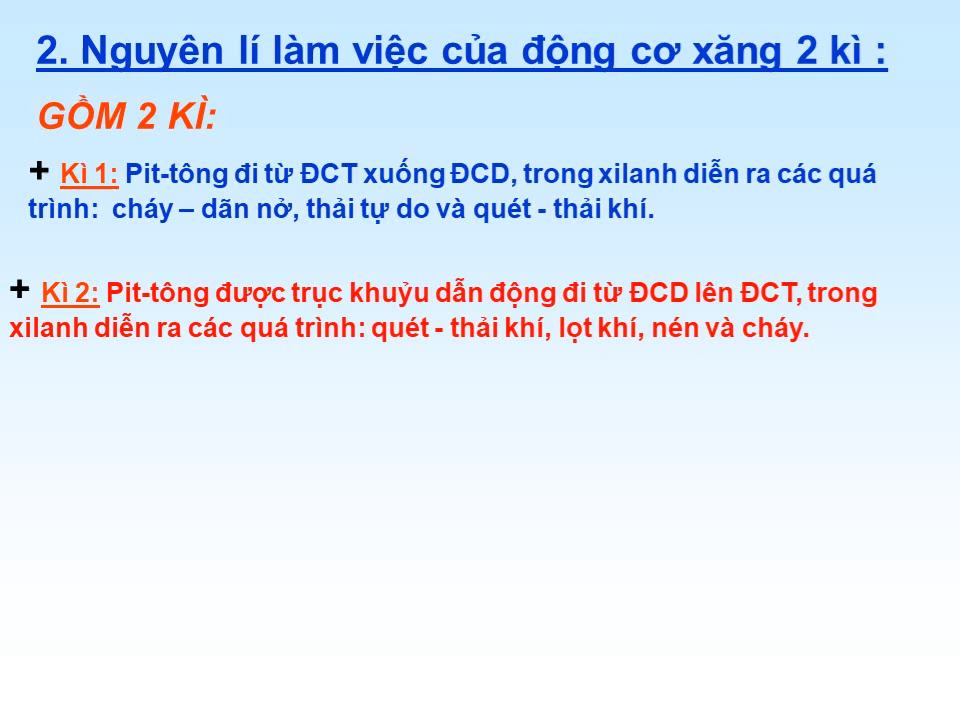 2. Nguyên lí làm việc của động cơ xăng 2 kì :
GỒM 2 KÌ:
+ Kì 1: Pit-tông đi từ ĐCT xuống ĐCD, trong xilanh diễn ra các quá
trình:  cháy – dãn nở, thải tự do và quét - thải khí.
+ Kì 2: Pit-tông được trục khuỷu dẫn động đi từ ĐCD lên ĐCT, trong
xilanh diễn ra các quá trình: quét - thải khí, lọt khí, nén và cháy.